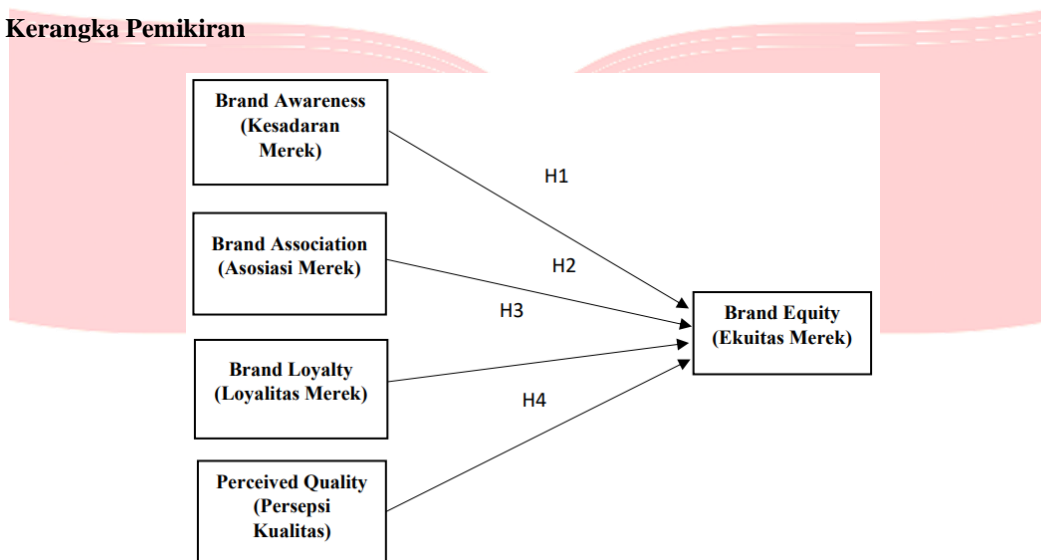 Kerangka Pemikiran
Brand Awareness
(Kesadaran
Merek)
H1
Brand Association
(Asosiasi Merek)
H2
H3
Brand Equity
(Ekuitas Merek)
Brand Loyalty
(Loyalitas Merek)
H4
Perceived Quality
(Persepsi
Kualitas)